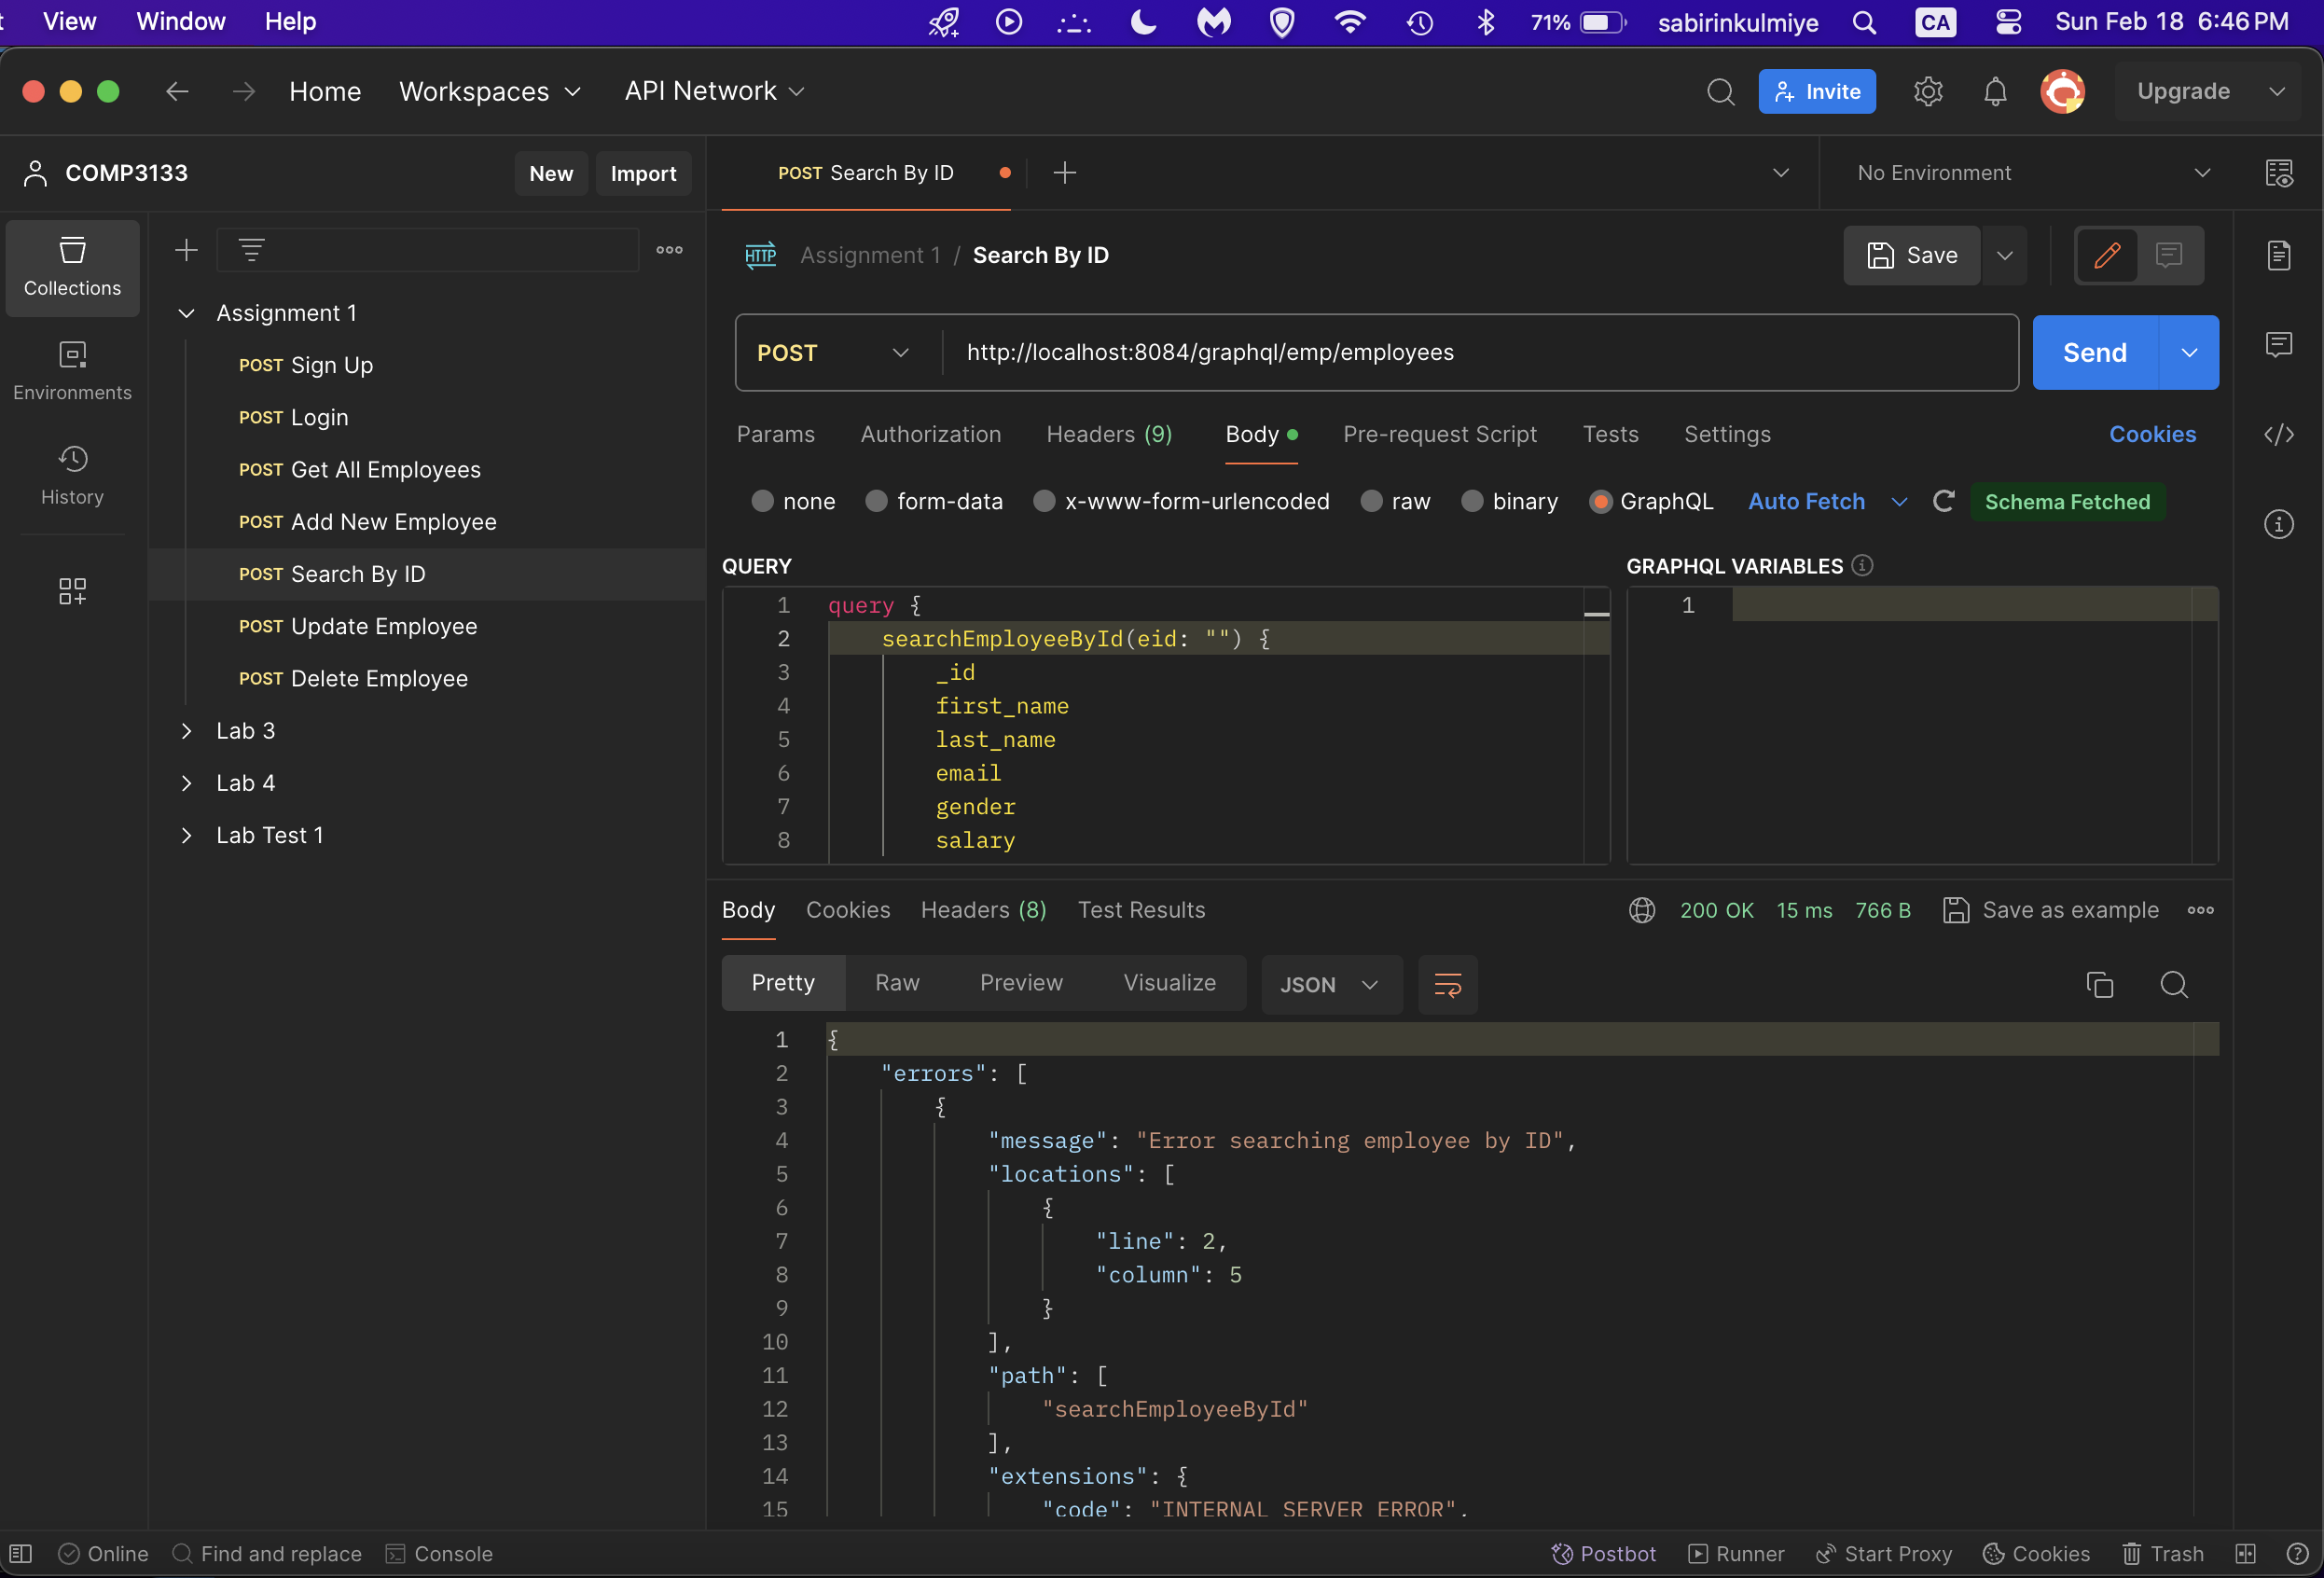 View Window Help 71% sabirinkulmiye CA Sun Feb 18 6:46 PM
Home Workspaces API Network Invite Upgrade
COMP3133 New Import
POST Search By ID No Environment
Collections
Environments
History
Assignment 1
POST Sign Up
POST Login
POST Get All Employees
POST Add New Employee
POST Search By ID
POST Update Employee
POST Delete Employee
Lab 3
Lab 4
Lab Test 1
HTTP Assignment 1 / Search By ID Save
POST http://localhost:8084/graphql/emp/employees Send
Params Authorization Headers (9) Body Pre-request Script Tests Settings Cookies
none form-data x-www-form-urlencoded raw binary GraphQL Auto Fetch Schema Fetched
QUERY
1 query {
2 searchEmployeeById(eid: "") {
3 _id
4 first_name
5 last_name
6 email
7 gender
8 salary
GRAPHQL VARIABLES
1
Body Cookies Headers (8) Test Results 200 OK 15 ms 766 B Save as example
Pretty Raw Preview Visualize JSON
1 {
2 "errors": [
3 {
4 "message": "Error searching employee by ID",
5 "locations": [
6 {
7 "line": 2,
8 "column": 5
9 }
10 ],
11 "path": [
12 "searchEmployeeById"
13 ],
14 "extensions": {
15 "code": "INTERNAL_SERVER_ERROR",
Online Find and replace Console Postbot Runner Start Proxy Cookies Trash